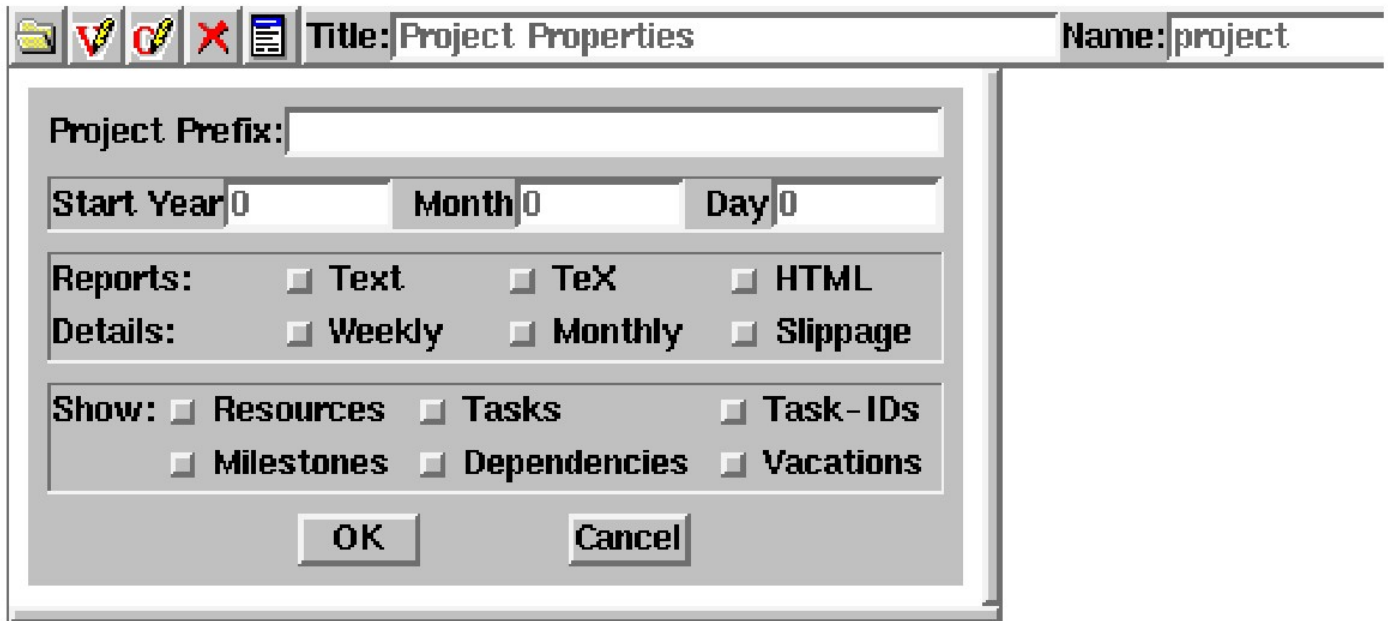 Title: Project Properties Name: project
Project Prefix:
Start Year 0 Month 0 Day 0
Reports: Text TeX HTML
Details: Weekly Monthly Slippage
Show: Resources Tasks Task-IDs
Milestones Dependencies Vacations
OK Cancel